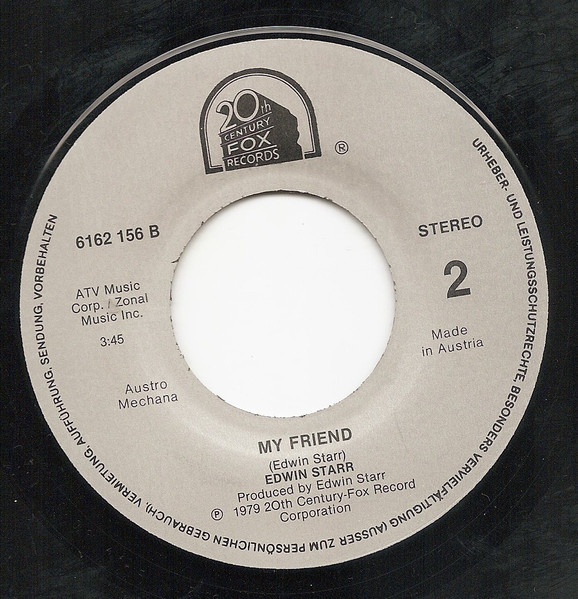 20th
CENTURY
FOX
RECORDS
®
6162 156 B
STEREO
2
ATV Music
Corp. / Zonal
Music Inc.
3:45
Made
in Austria
Austro
Mechana
MY FRIEND
(Edwin Starr)
EDWIN STARR
Produced by Edwin Starr
℗ 1979 20th Century-Fox Record
Corporation
URHEBER- UND LEISTUNGSSCHUTZRECHTE, BESONDERS VERVIELFÄLTIGUNG (AUSSER ZUM PERSÖNLICHEN GEBRAUCH), VERMIETUNG, AUFFÜHRUNG, SENDUNG, VORBEHALTEN